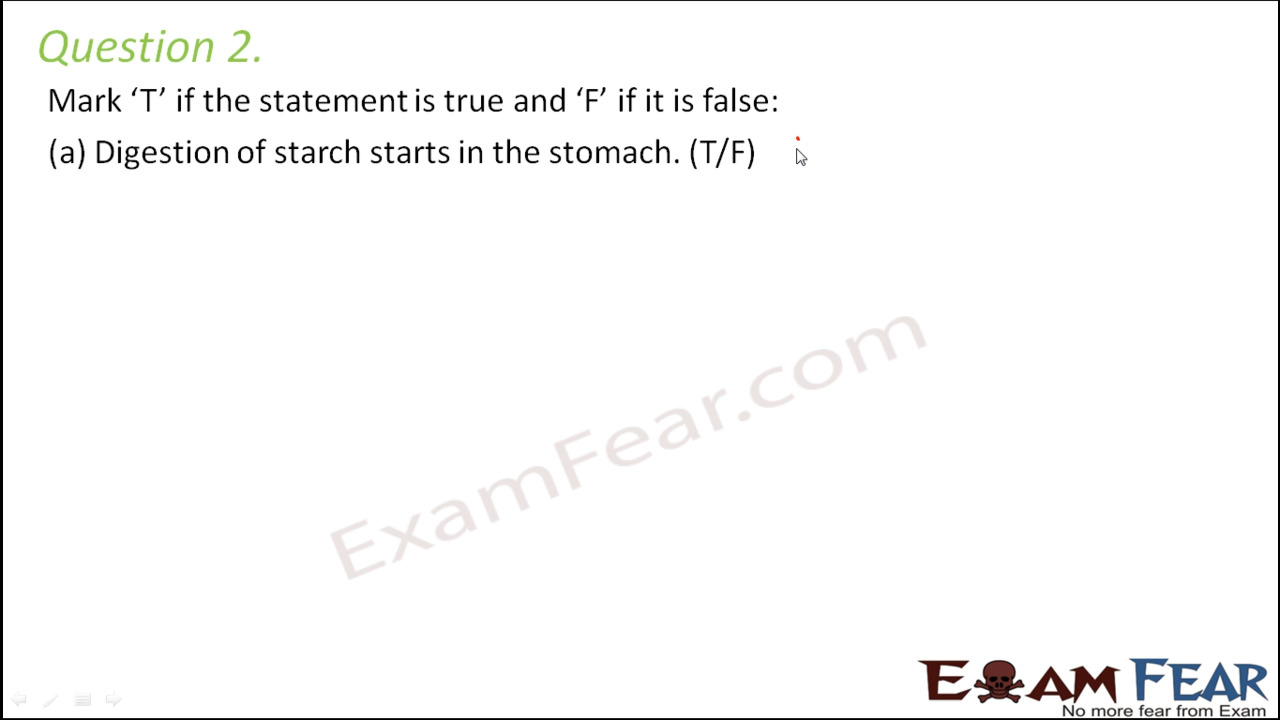 Question 2.
Mark ‘T’ if the statement is true and ‘F’ if it is false:
(a) Digestion of starch starts in the stomach. (T/F)
ExamFear.com
EXAM FEAR
No more fear from Exam